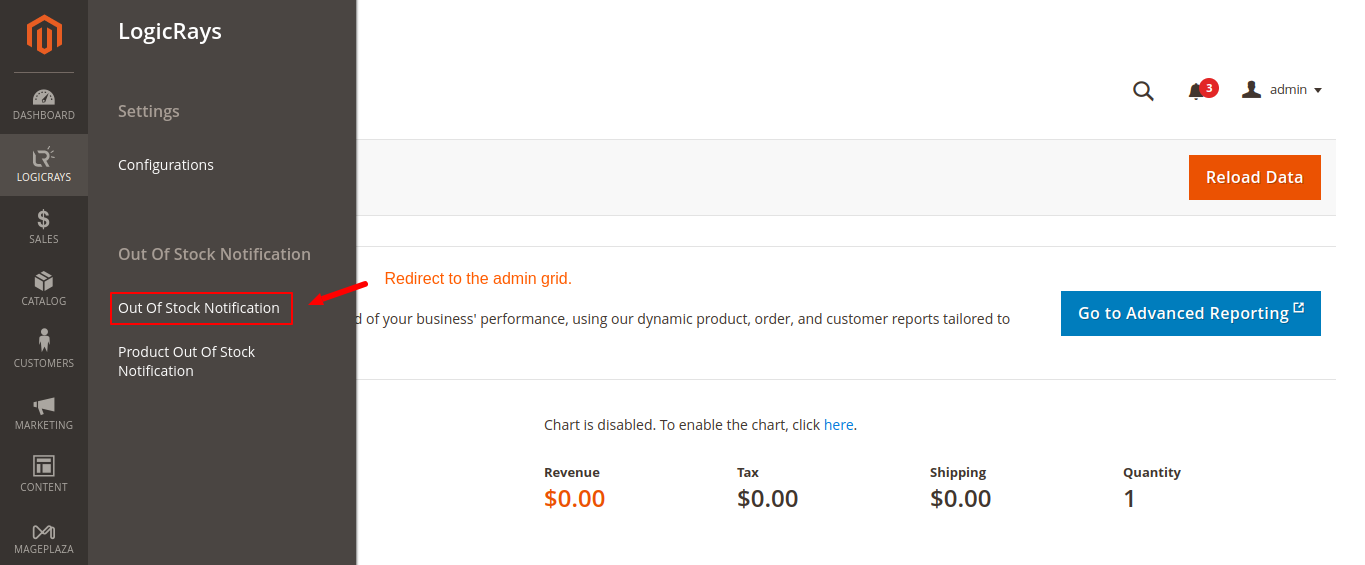 LogicRays
Settings
Configurations
Out Of Stock Notification
Out Of Stock Notification
Product Out Of Stock
Notification
DASHBOARD
LOGICRAYS
SALES
CATALOG
CUSTOMERS
MARKETING
CONTENT
MAGEPLAZA
3
admin
Reload Data
Redirect to the admin grid.
d of your business' performance, using our dynamic product, order, and customer reports tailored to
Go to Advanced Reporting
Chart is disabled. To enable the chart, click here.
Revenue
$0.00
Tax
$0.00
Shipping
$0.00
Quantity
1